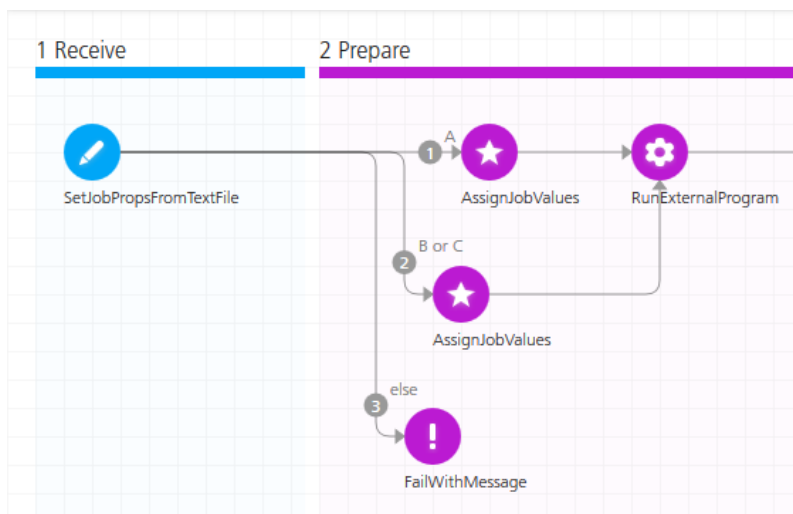 1 Receive
2 Prepare
1
A
SetJobPropsFromTextFile
AssignJobValues
RunExternalProgram
2
B or C
AssignJobValues
3
else
!
FailWithMessage